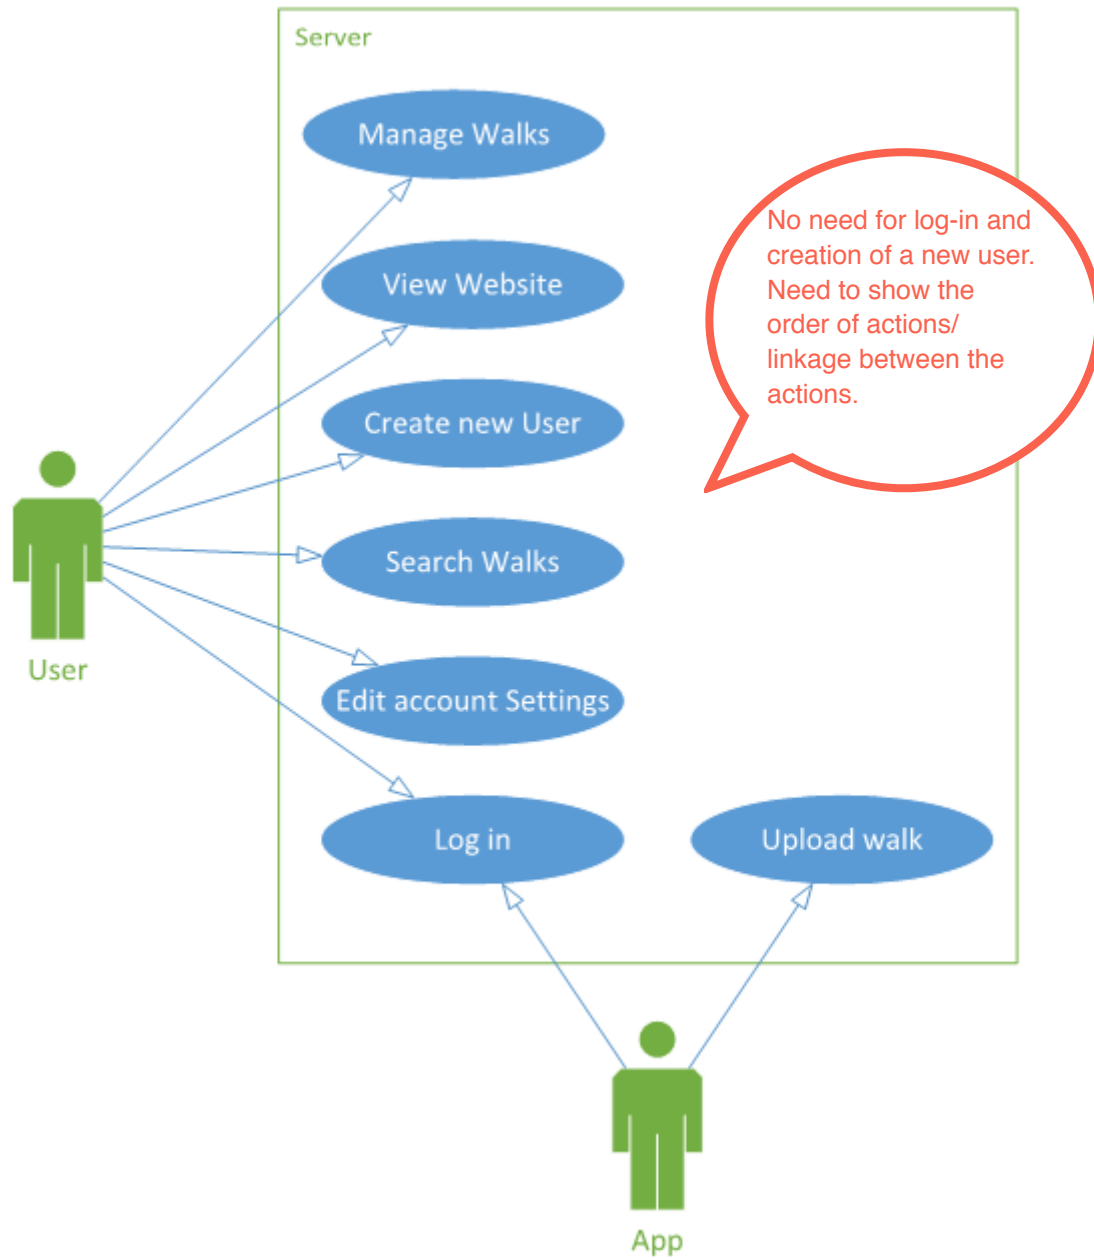 Server
Manage Walks
No need for log-in and
creation of a new user.
Need to show the
order of actions/
linkage between the
actions.
View Website
Create new User
Search Walks
User
Edit account Settings
Log in
Upload walk
App